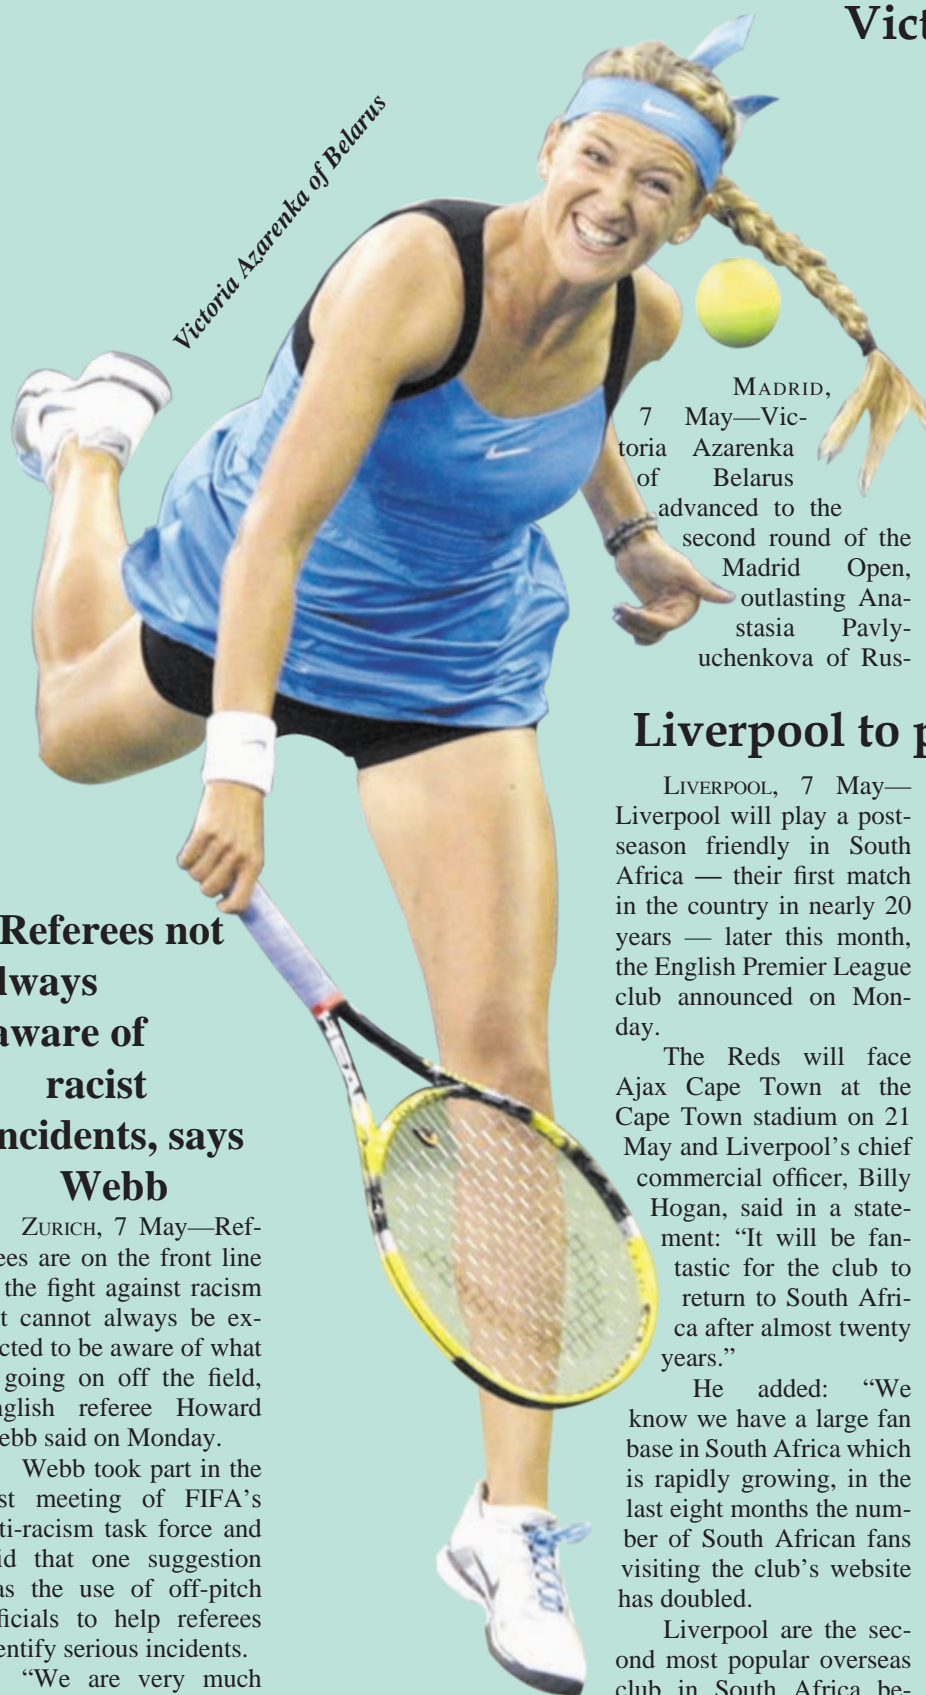 Vict
Victoria Azarenka of Belarus
MADRID,
7 May—Vic-
toria Azarenka
of Belarus
advanced to the
second round of the
Madrid Open,
outlasting Ana-
stasia Pavly-
uchenkova of Rus-
Liverpool to p
LIVERPOOL, 7 May—
Liverpool will play a post-
season friendly in South
Africa — their first match
in the country in nearly 20
years — later this month,
the English Premier League
club announced on Mon-
day.
The Reds will face
Ajax Cape Town at the
Cape Town stadium on 21
May and Liverpool's chief
commercial officer, Billy
Hogan, said in a state-
ment: “It will be fan-
tastic for the club to
return to South Afri-
ca after almost twenty
years.”
He added: “We
know we have a large fan
base in South Africa which
is rapidly growing, in the
last eight months the num-
ber of South African fans
visiting the club's website
has doubled.
Liverpool are the sec-
ond most popular overseas
club in South Africa be-
Referees not
lways
aware of
racist
ncidents, says
Webb
ZURICH, 7 May—Ref-
ees are on the front line
the fight against racism
t cannot always be ex-
cted to be aware of what
going on off the field,
nglish referee Howard
ebb said on Monday.
Webb took part in the
st meeting of FIFA's
ti-racism task force and
id that one suggestion
as the use of off-pitch
ficials to help referees
entify serious incidents.
“We are very much